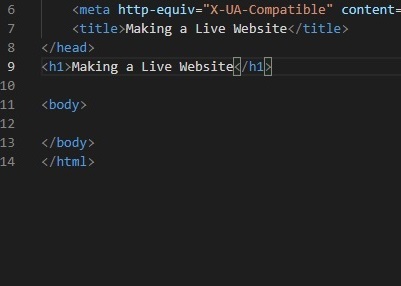 6 <meta http-equiv="X-UA-Compatible" content=
7 <title>Making a Live Website</title>
8 </head>
9 <h1>Making a Live Website</h1>
10
11 <body>
12
13 </body>
14 </html>